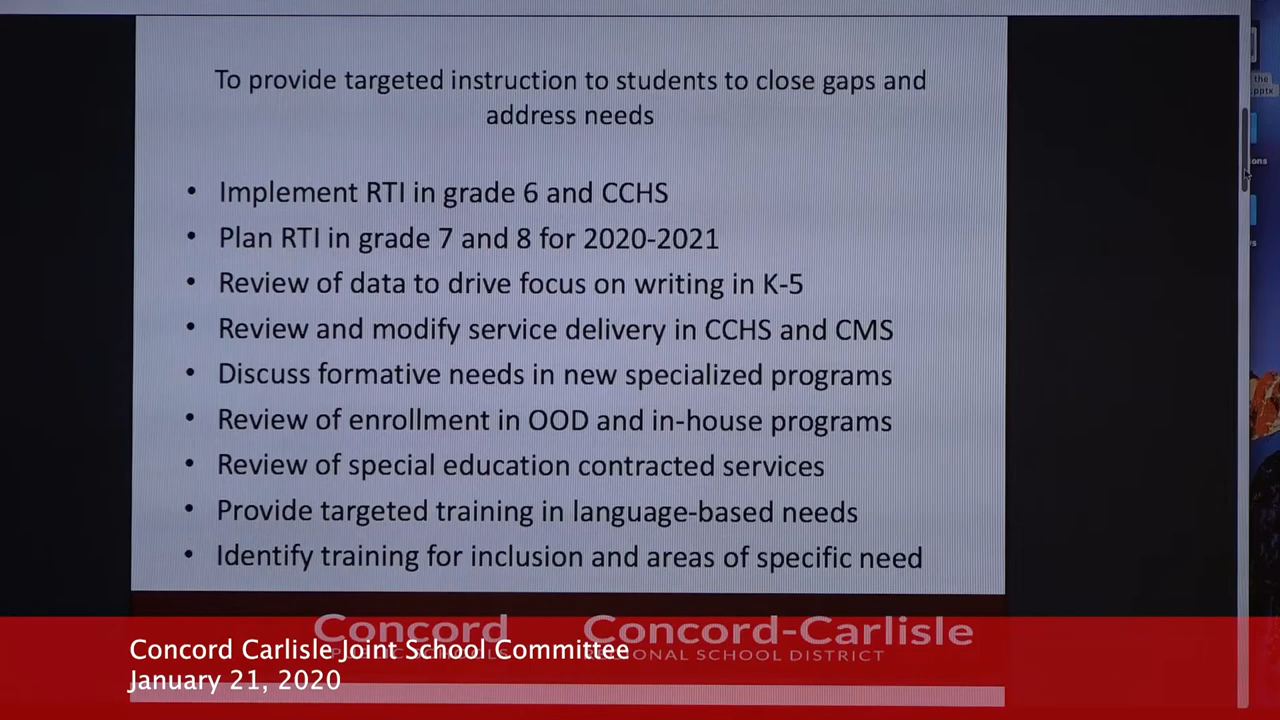 To provide targeted instruction to students to close gaps and
address needs
• Implement RTI in grade 6 and CCHS
• Plan RTI in grade 7 and 8 for 2020-2021
• Review of data to drive focus on writing in K-5
• Review and modify service delivery in CCHS and CMS
• Discuss formative needs in new specialized programs
• Review of enrollment in OOD and in-house programs
• Review of special education contracted services
• Provide targeted training in language-based needs
• Identify training for inclusion and areas of specific need
Concord Concord-Carlisle
SCHOOL DISTRICT
Concord Carlisle Joint School Committee
January 21, 2020
the
.pptx
ons